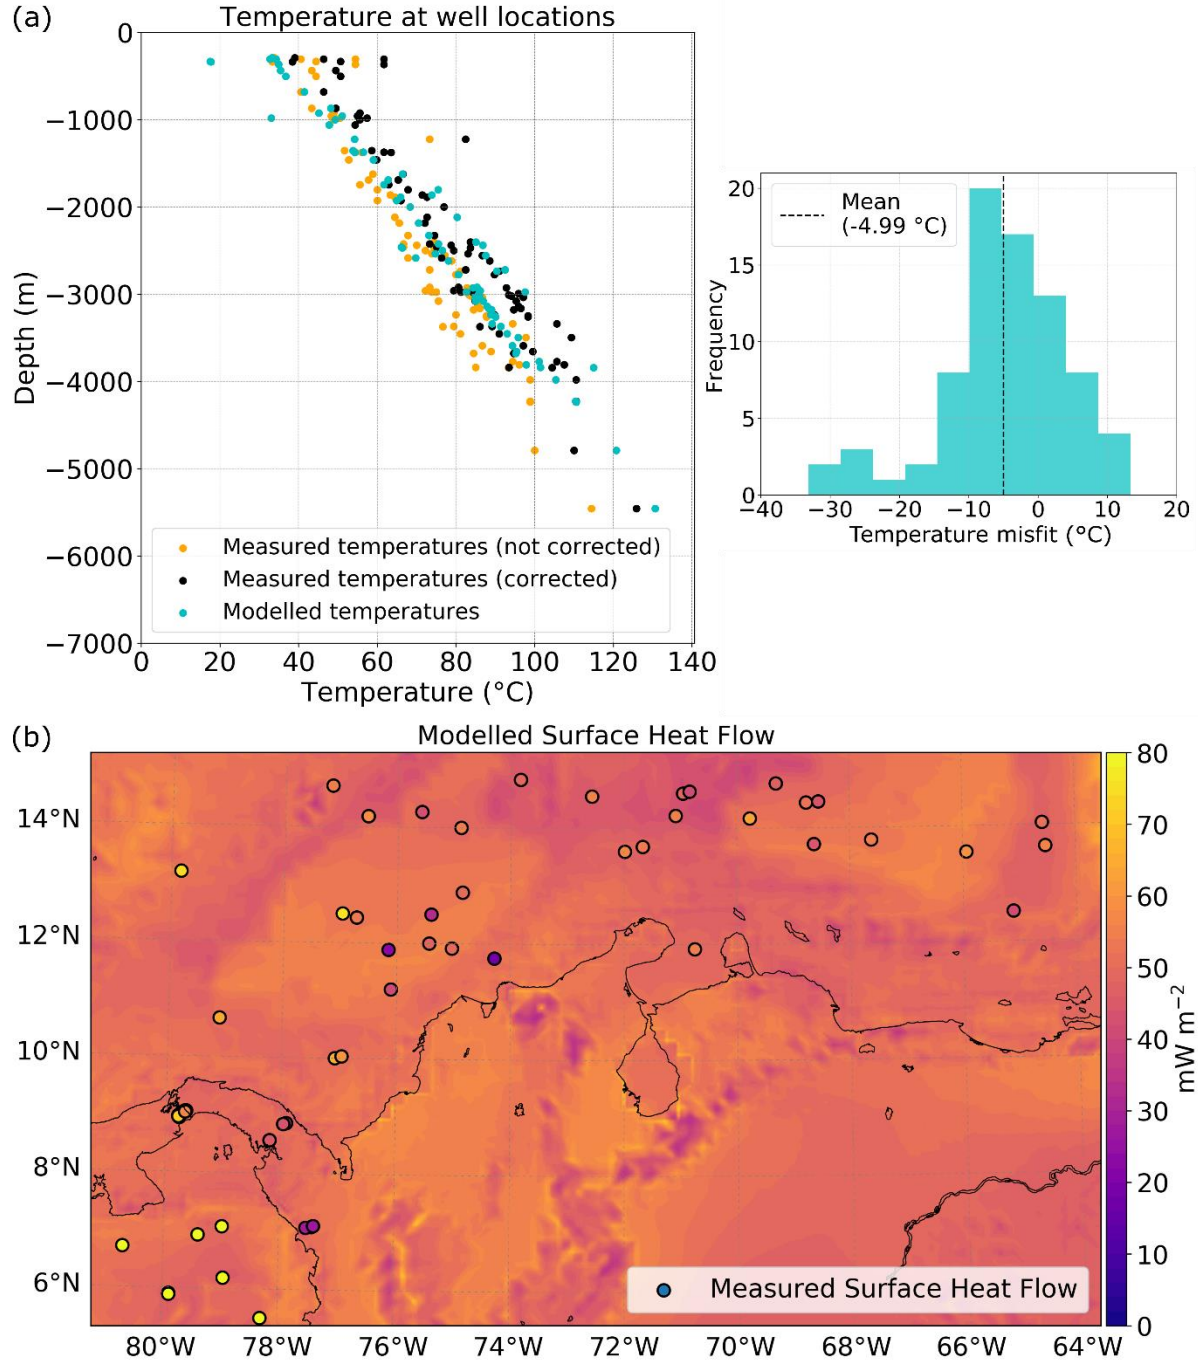 (a)
Temperature at well locations
0
−1000
−2000
−3000
−4000
−5000
−6000
−7000
Depth (m)
Measured temperatures (not corrected)
Measured temperatures (corrected)
Modelled temperatures
0 20 40 60 80 100 120 140
Temperature (°C)
20
15
10
5
0
Frequency
Mean
(-4.99 °C)
−40 −30 −20 −10 0 10 20
Temperature misfit (°C)
(b)
Modelled Surface Heat Flow
14°N
12°N
10°N
8°N
6°N
Measured Surface Heat Flow
80°W 78°W 76°W 74°W 72°W 70°W 68°W 66°W 64°W
80
70
60
50
40
30
20
10
0
mW m⁻²